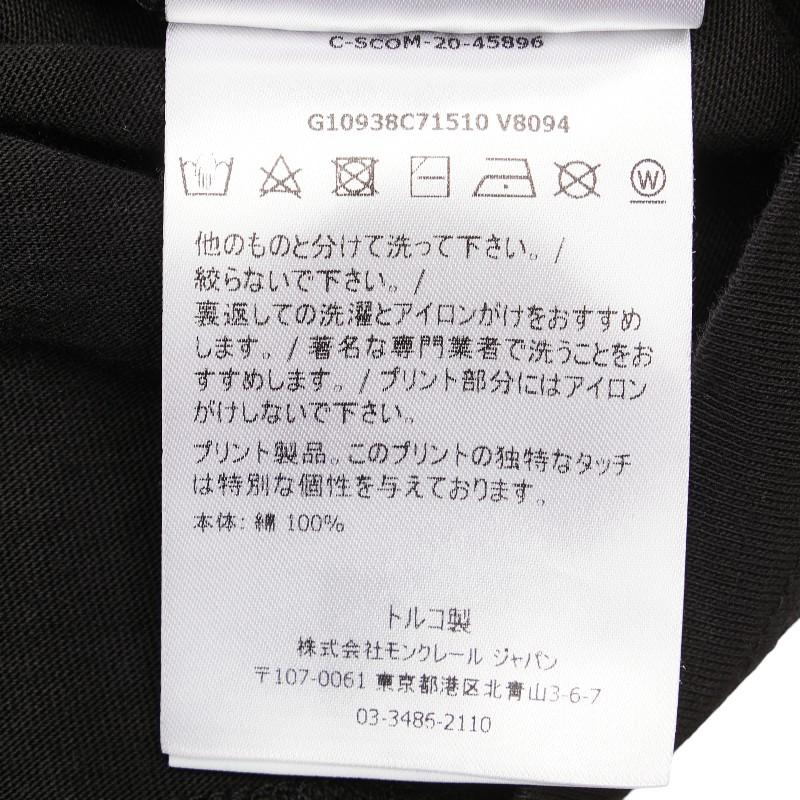 C-SCOM-20-45896
G10938C71510 V8094
W
他のものと分けて洗って下さい。/
絞らないで下さい。/
裏返しての洗濯とアイロンがけをおすすめ
します。/ 著名な専門業者で洗うことをお
すすめします。/ プリント部分にはアイロン
がけしないで下さい。
プリント製品。このプリントの独特なタッチ
は特別な個性を与えております。
本体: 綿 100%
トルコ製
株式会社モンクレール ジャパン
〒107-0061 東京都港区北青山3-6-7
03-3486-2110